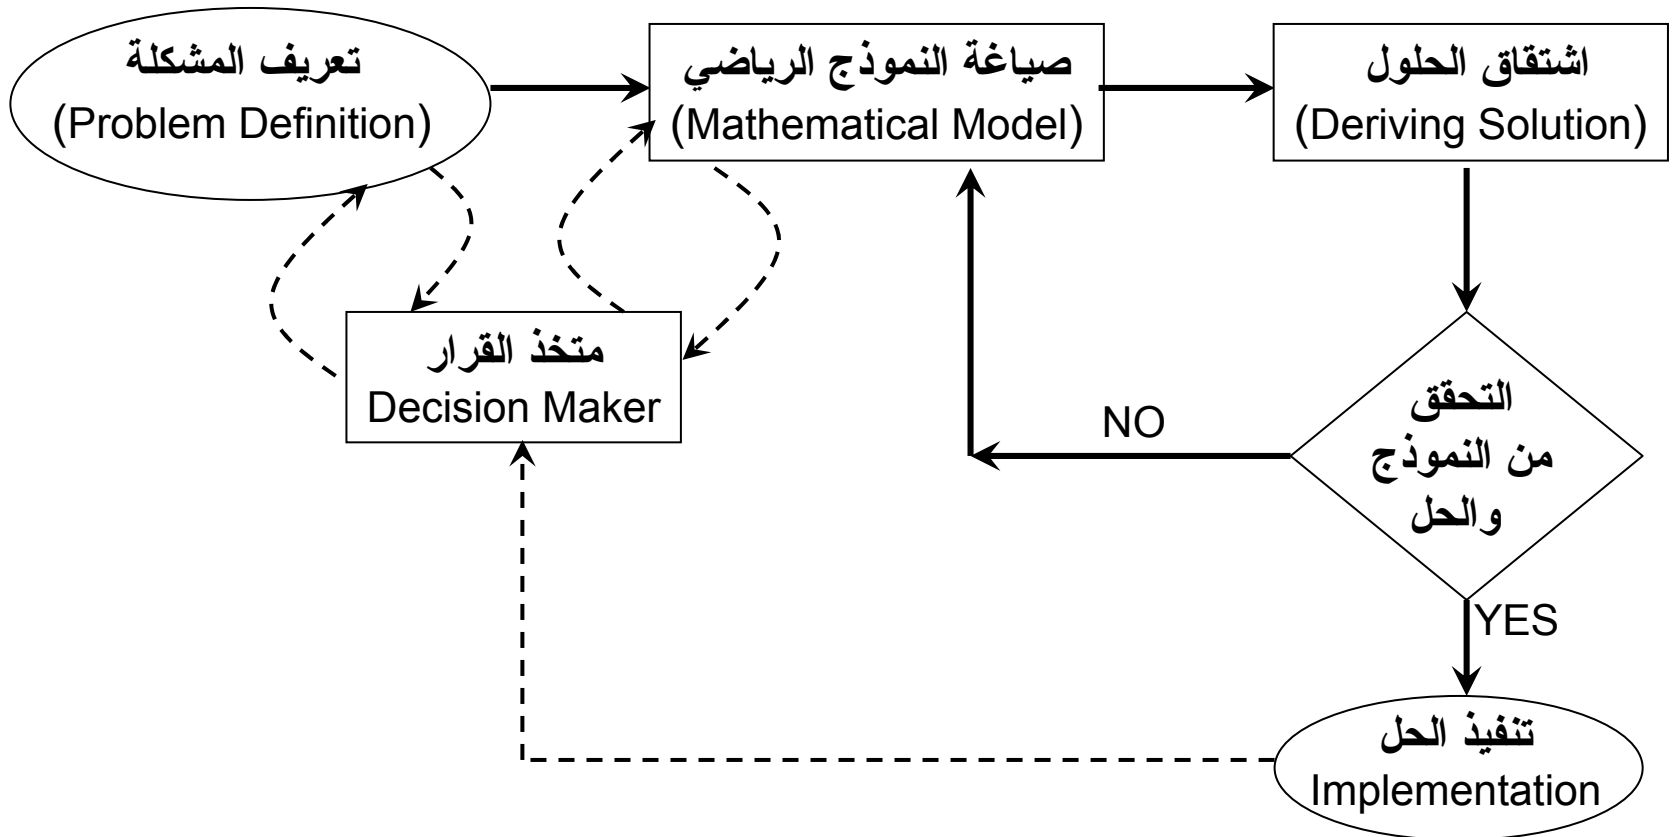 تعريف المشكلة
(Problem Definition)
صياغة النموذج الرياضي
(Mathematical Model)
اشتقاق الحلول
(Deriving Solution)
متخذ القرار
Decision Maker
التحقق
من النموذج
والحل
NO
YES
تنفيذ الحل
Implementation